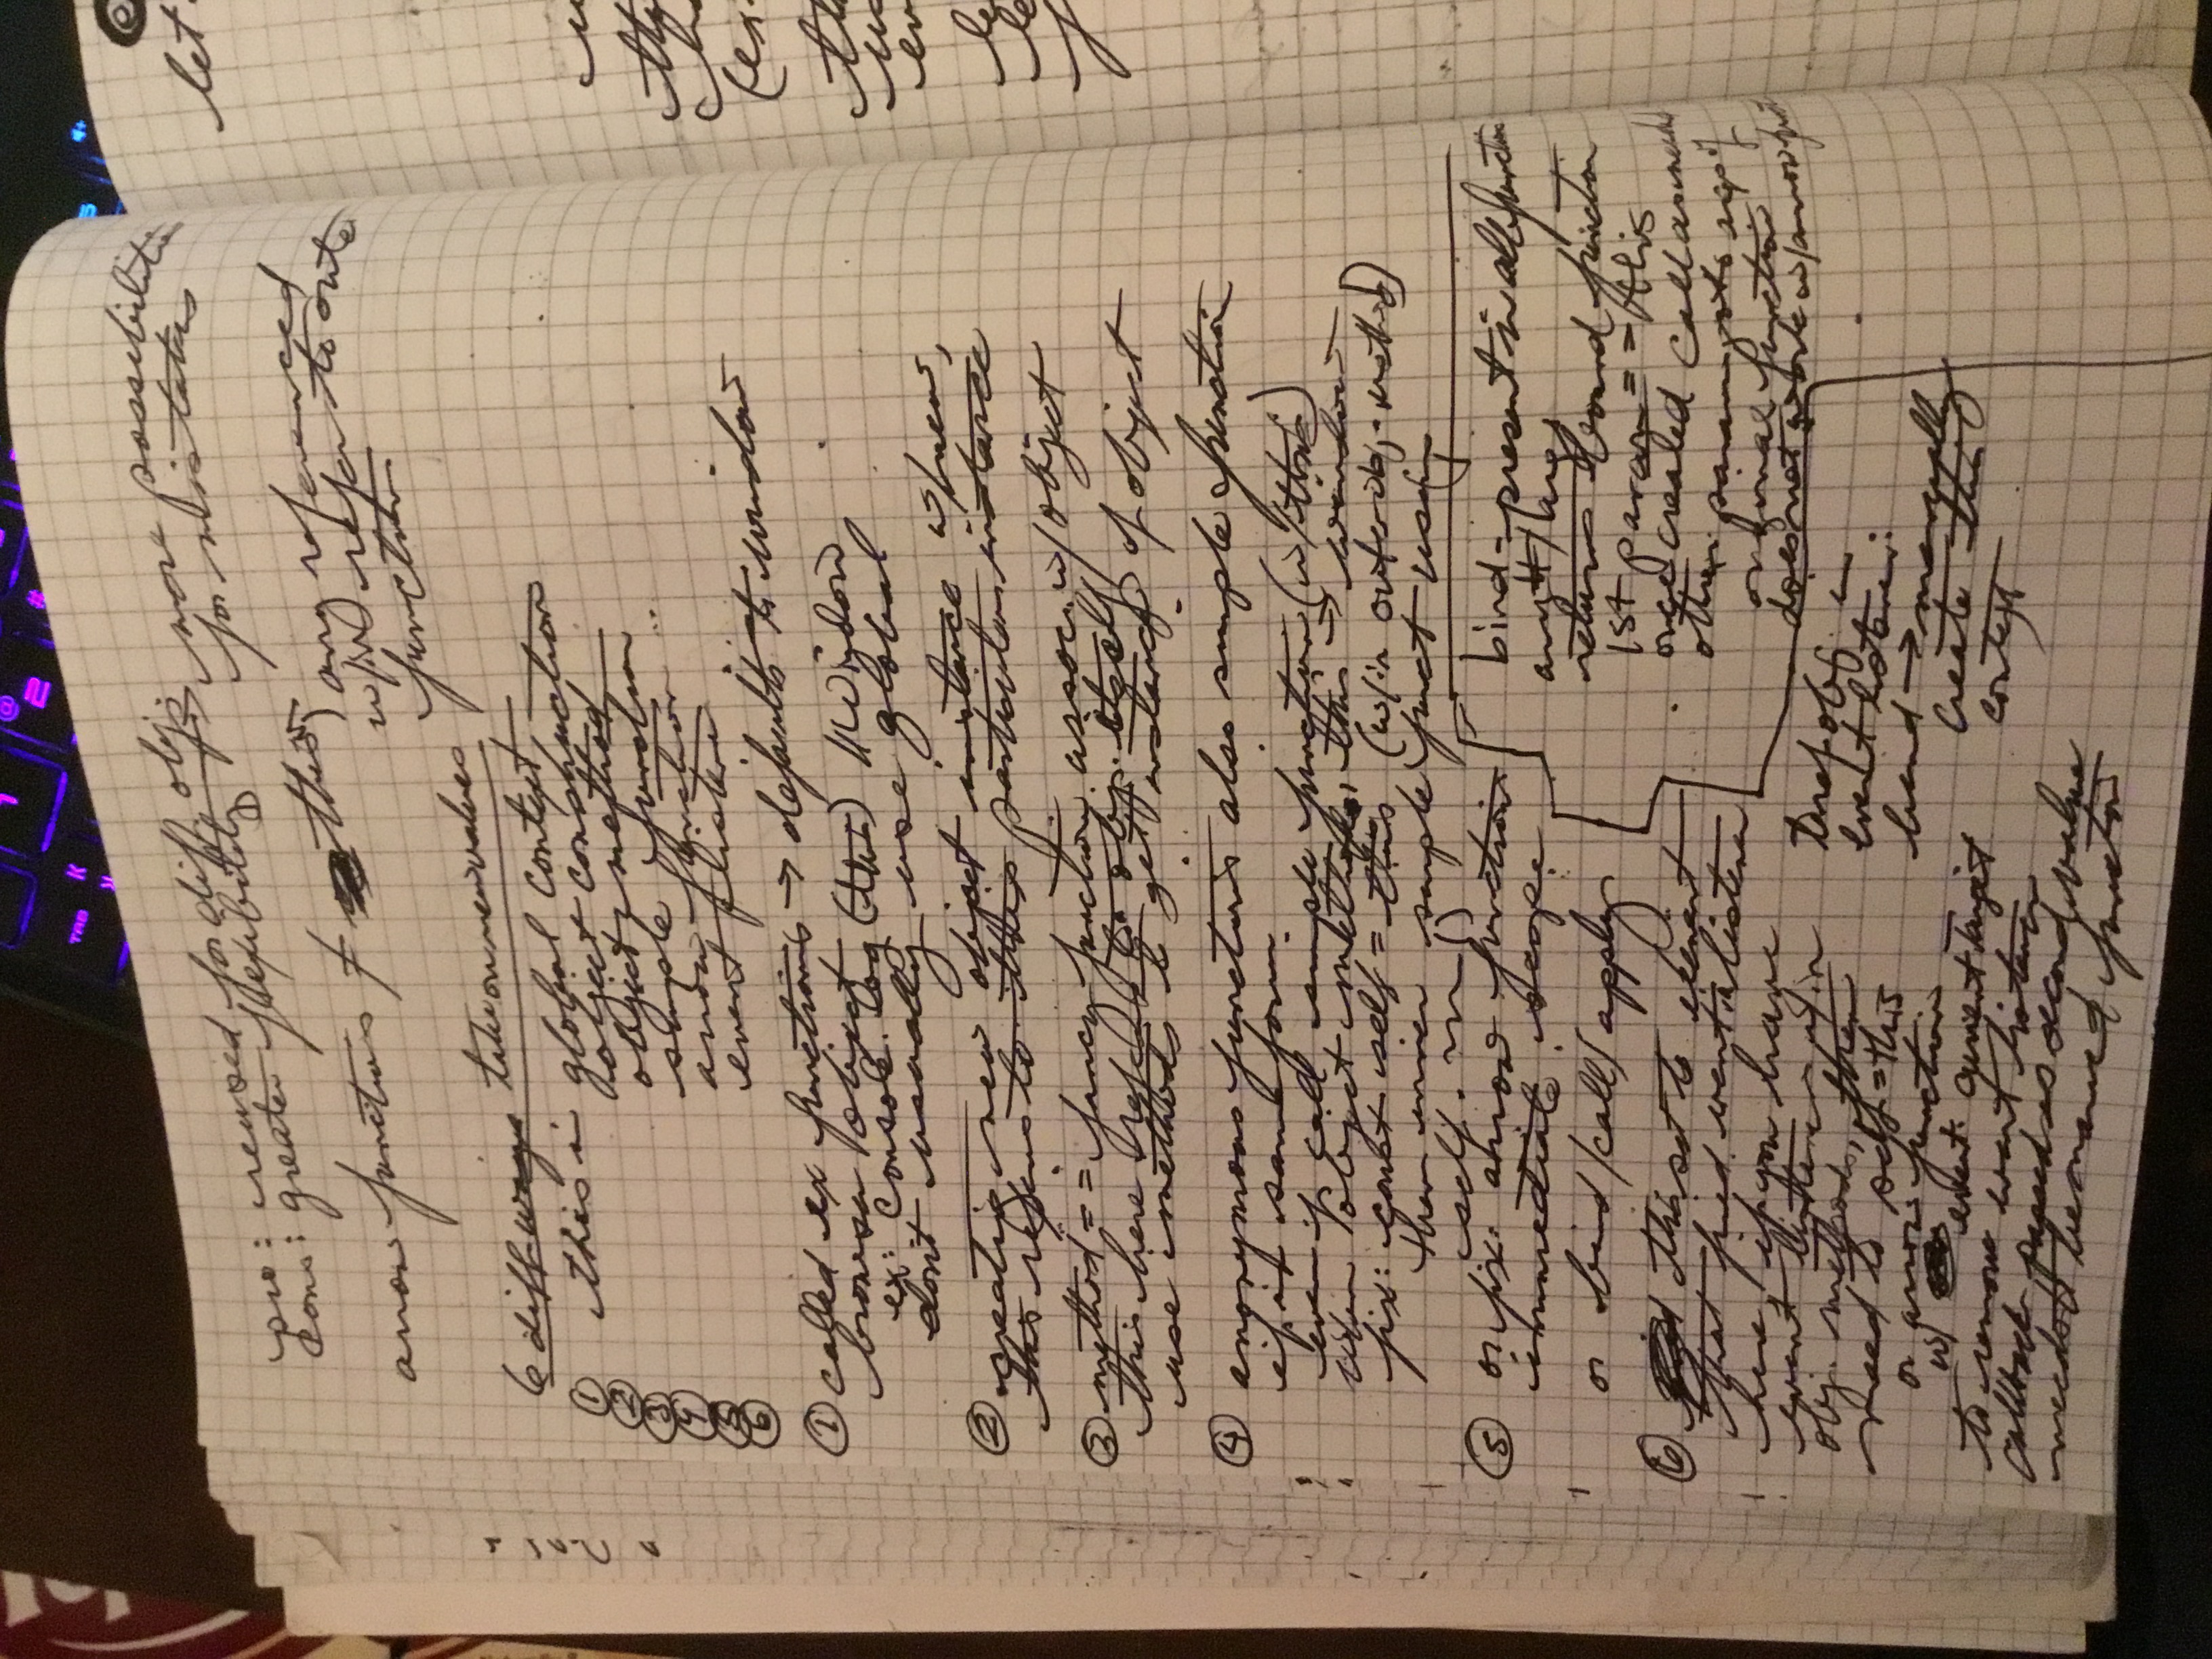 pro: reused for diff. obj.
cons: greater flexibility → more possibilities
for mistakes
arrow functions ≠ "this", any referenced
w/in refer to outer
function
6 diff ways take on new values
① this in global context
② object construction
③ object method
④ simple function
⑤ arrow function
⑥ event listener
① called ex functions → defaults to window
browser object
ex: console.log(this) // Window
don't usually use global
② creating new object instance w/ new,
this refers to this particular instance
③ method == fancy function assoc. w/ object
this here refers to obj. itself
use methods to get instance of object
④ anonymous functions also simple function
if in same form
even if call simple function (w/ this)
w/in object method, this → window
fix: const self = this (w/in outer obj. method)
then inner simple funct using
self. ()
⑤ or fix: arrow function
immediate scope
or bind/call/apply
bind - present in all functions
any # args
returns bound function
1st param == this
once created call as needed
other params to args of
original function
does not work w/ arrow funct
⑥ this set to element
that fired event listener
here, if you have
event listener w/in
obj. methods, then
need to self = this
or arrow function
w/ event.currentTarget
to remove event listener
callback passed as second value
needs to be named function
to ref obj. in
event listener:
bind → manually
create this
context
let
(ex.